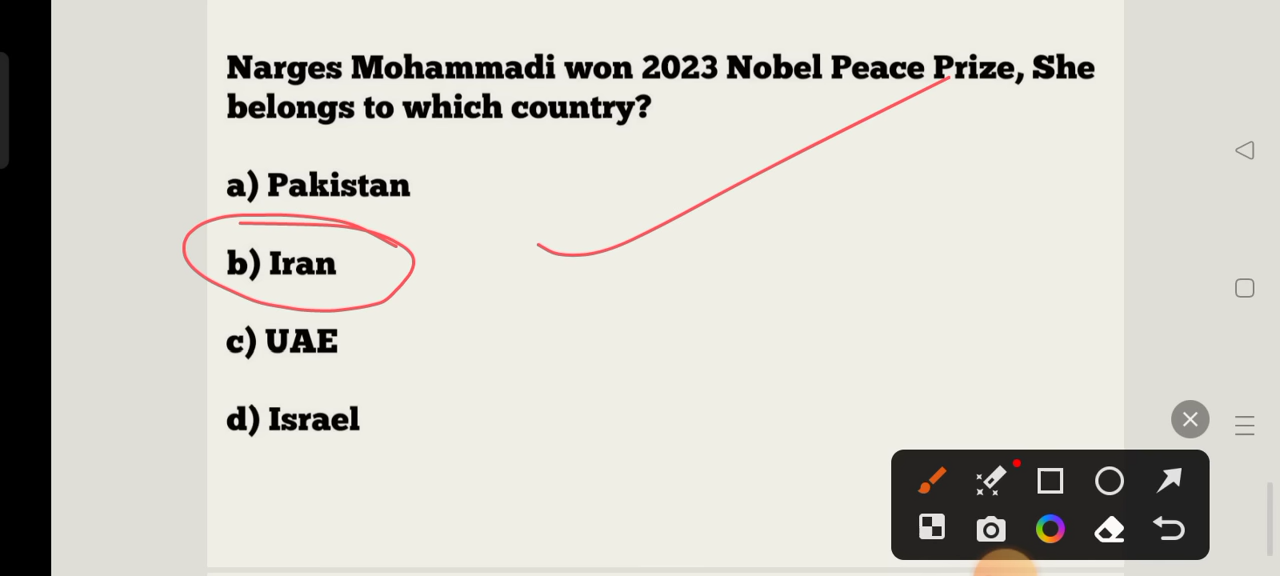 Narges Mohammadi won 2023 Nobel Peace Prize, She
belongs to which country?
a) Pakistan
b) Iran
c) UAE
d) Israel